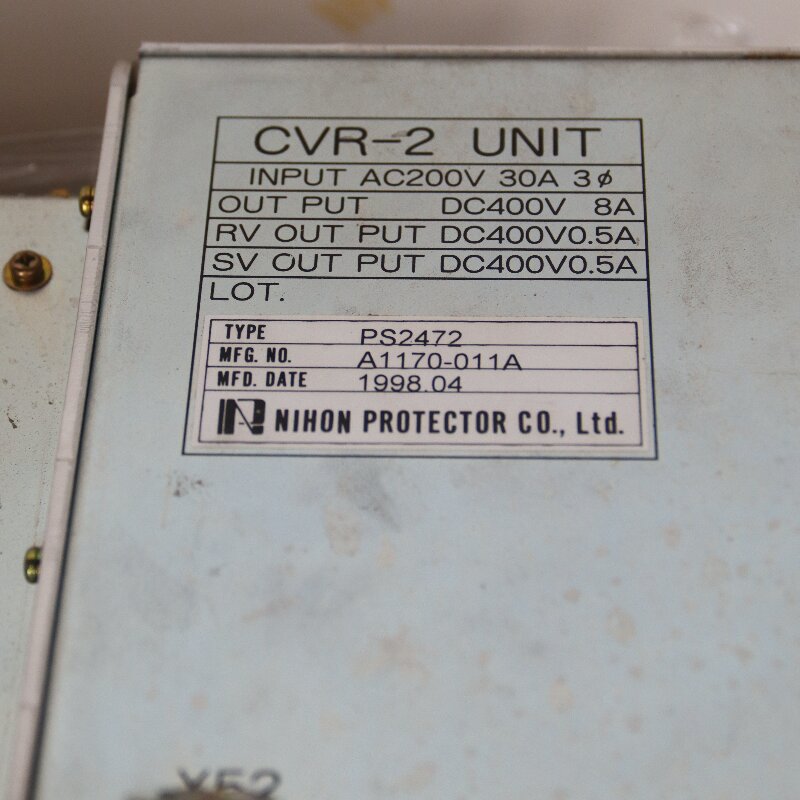 CVR-2 UNIT
INPUT AC200V 30A 3φ
OUT PUT DC400V 8A
RV OUT PUT DC400V0.5A
SV OUT PUT DC400V0.5A
LOT.
TYPE PS2472
MFG. NO. A1170-011A
MFD. DATE 1998.04
NIHON PROTECTOR CO., Ltd.